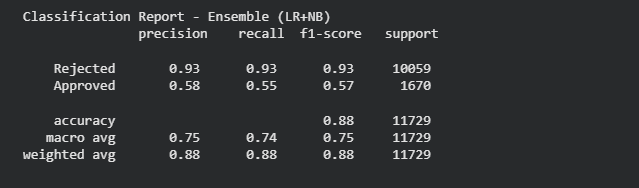 Classification Report - Ensemble (LR+NB)
precision recall f1-score support
Rejected 0.93 0.93 0.93 10059
Approved 0.58 0.55 0.57 1670
accuracy 0.88 11729
macro avg 0.75 0.74 0.75 11729
weighted avg 0.88 0.88 0.88 11729